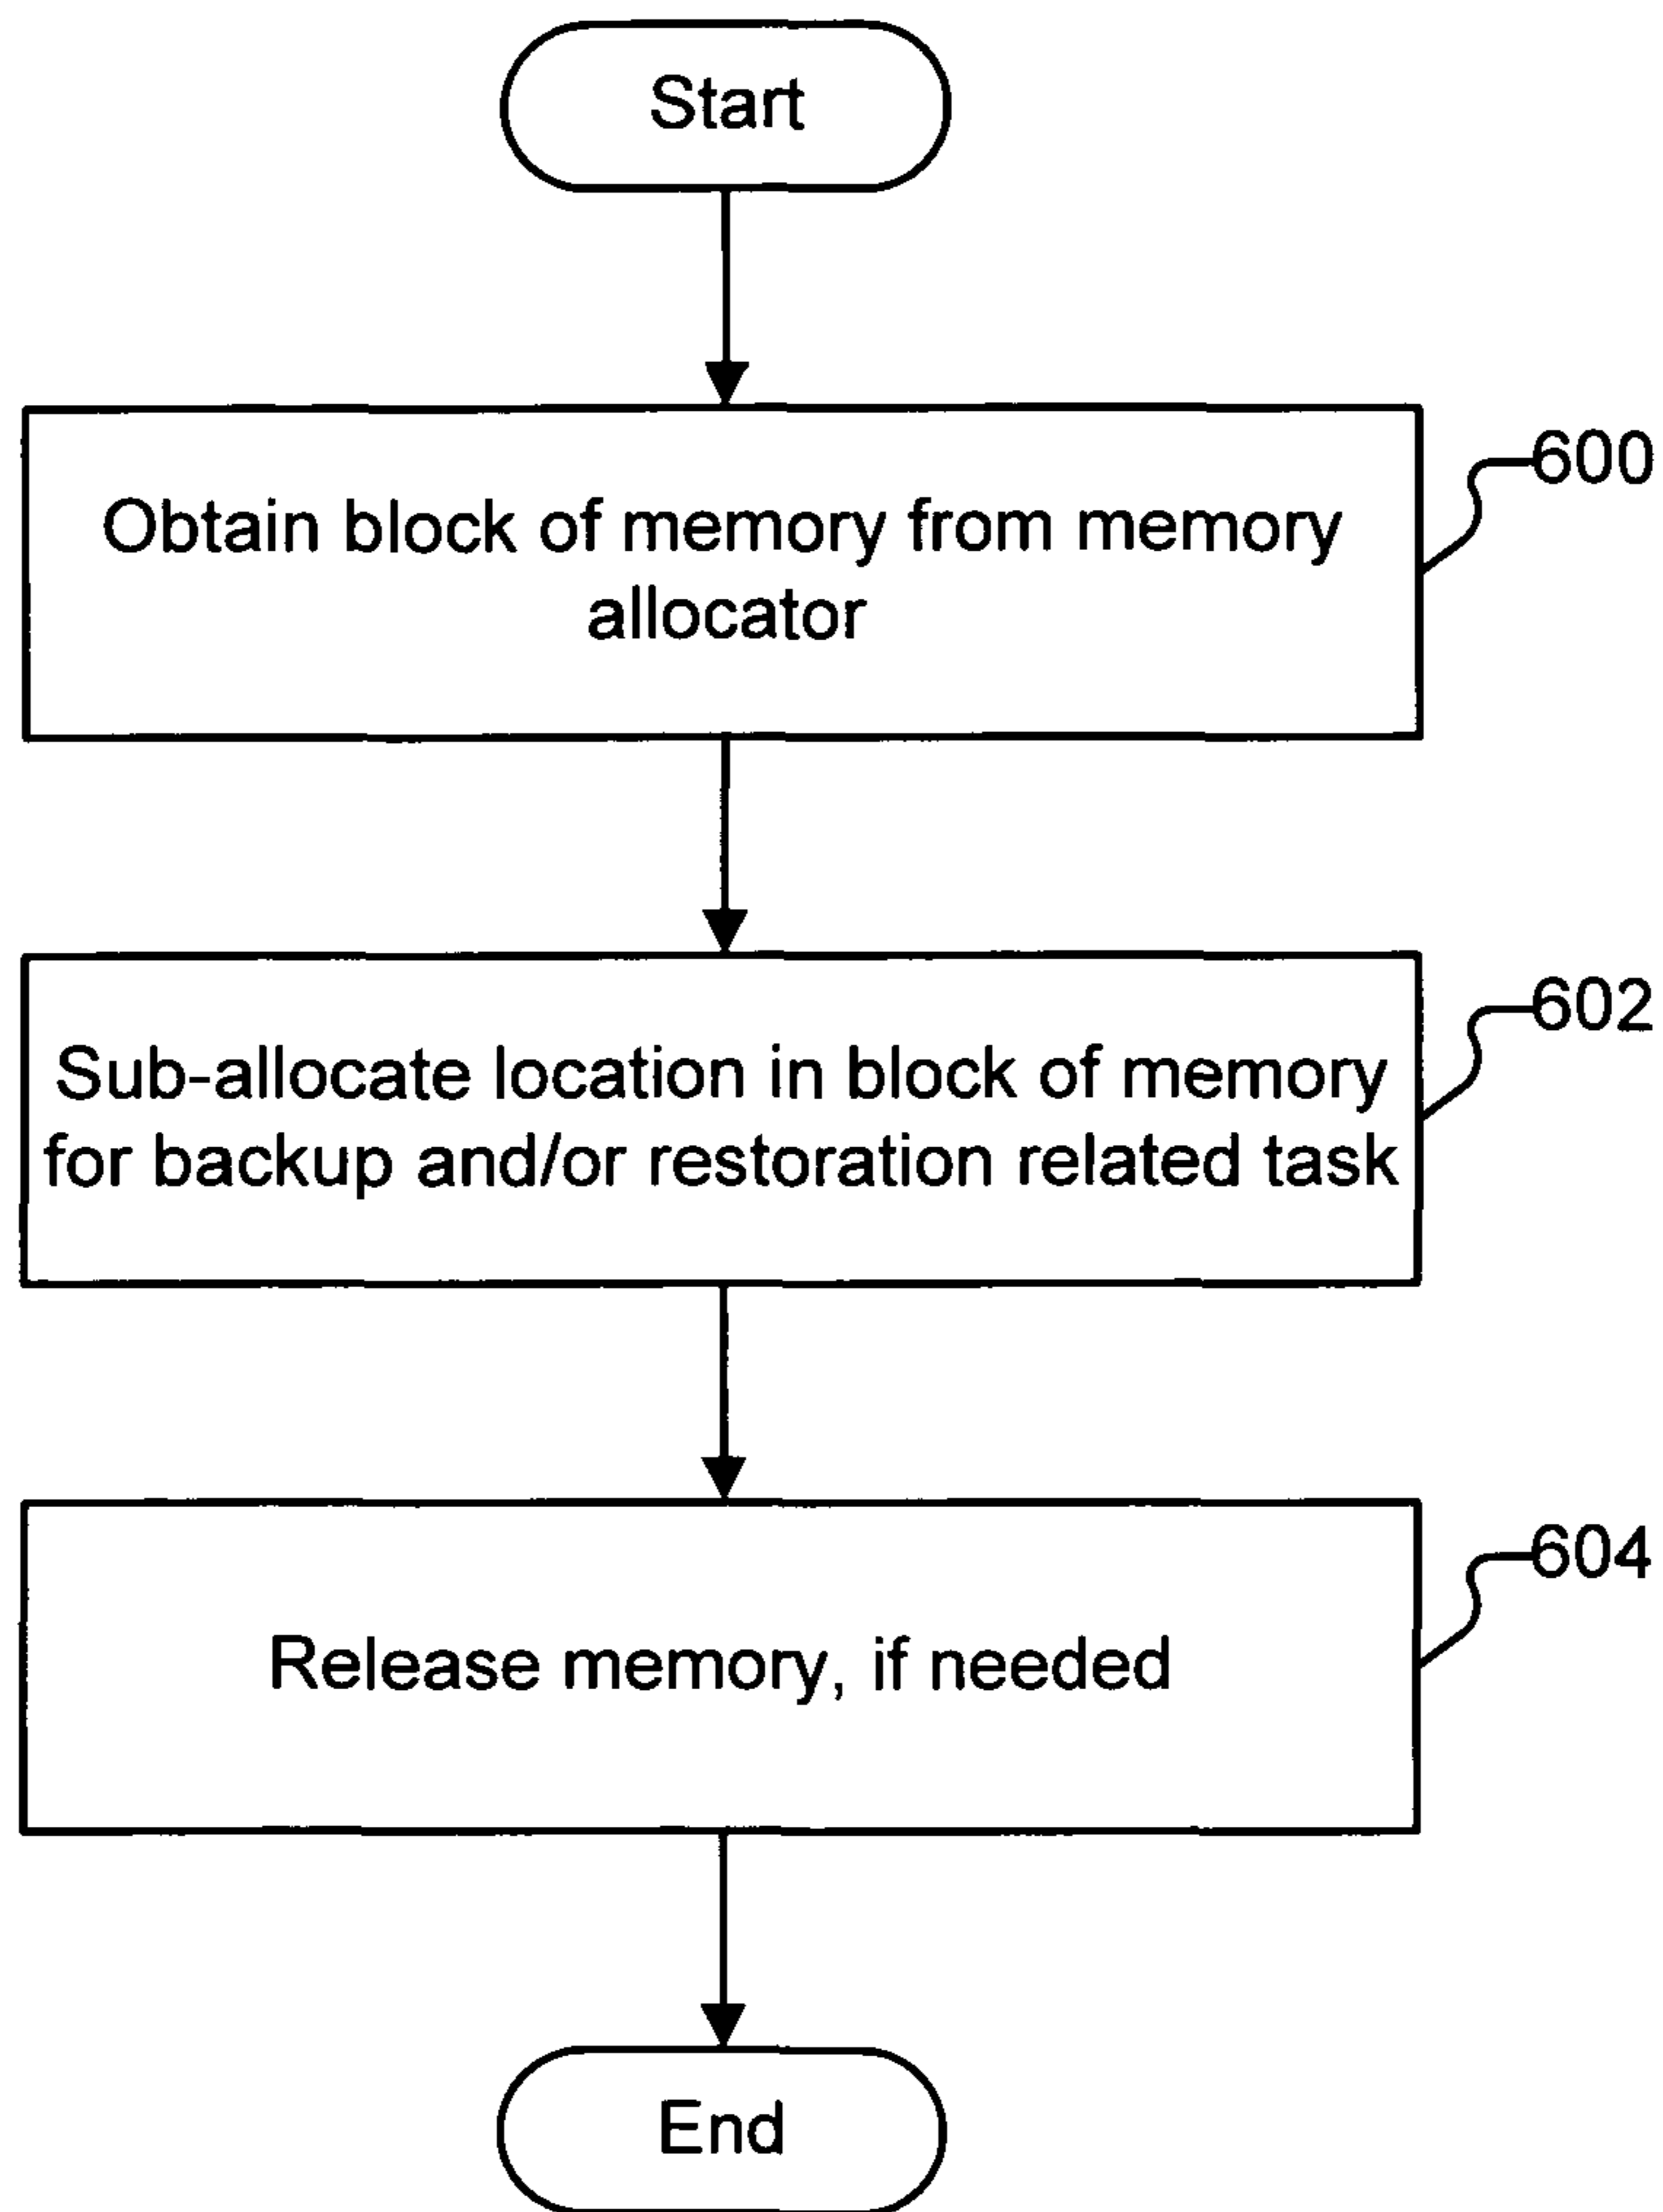 Start
600
Obtain block of memory from memory
allocator
602
Sub-allocate location in block of memory
for backup and/or restoration related task
604
Release memory, if needed
End